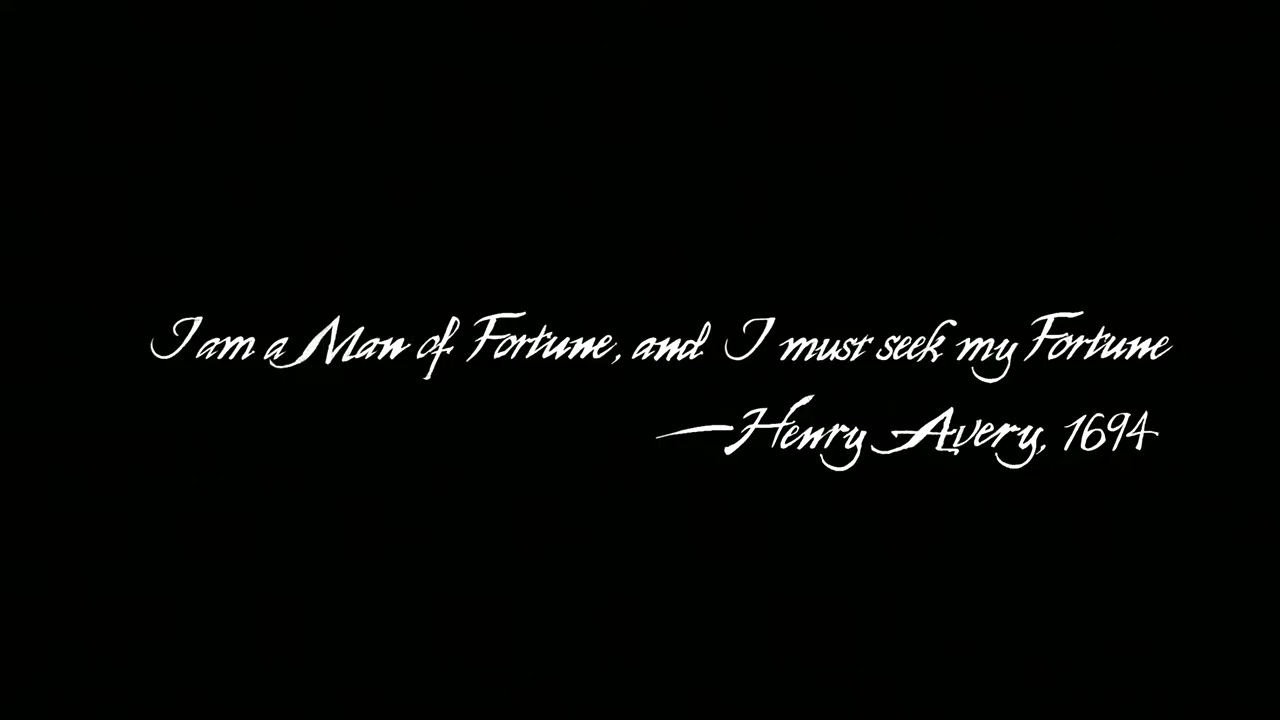 I am a Man of Fortune, and I must seek my Fortune
—Henry Avery, 1694